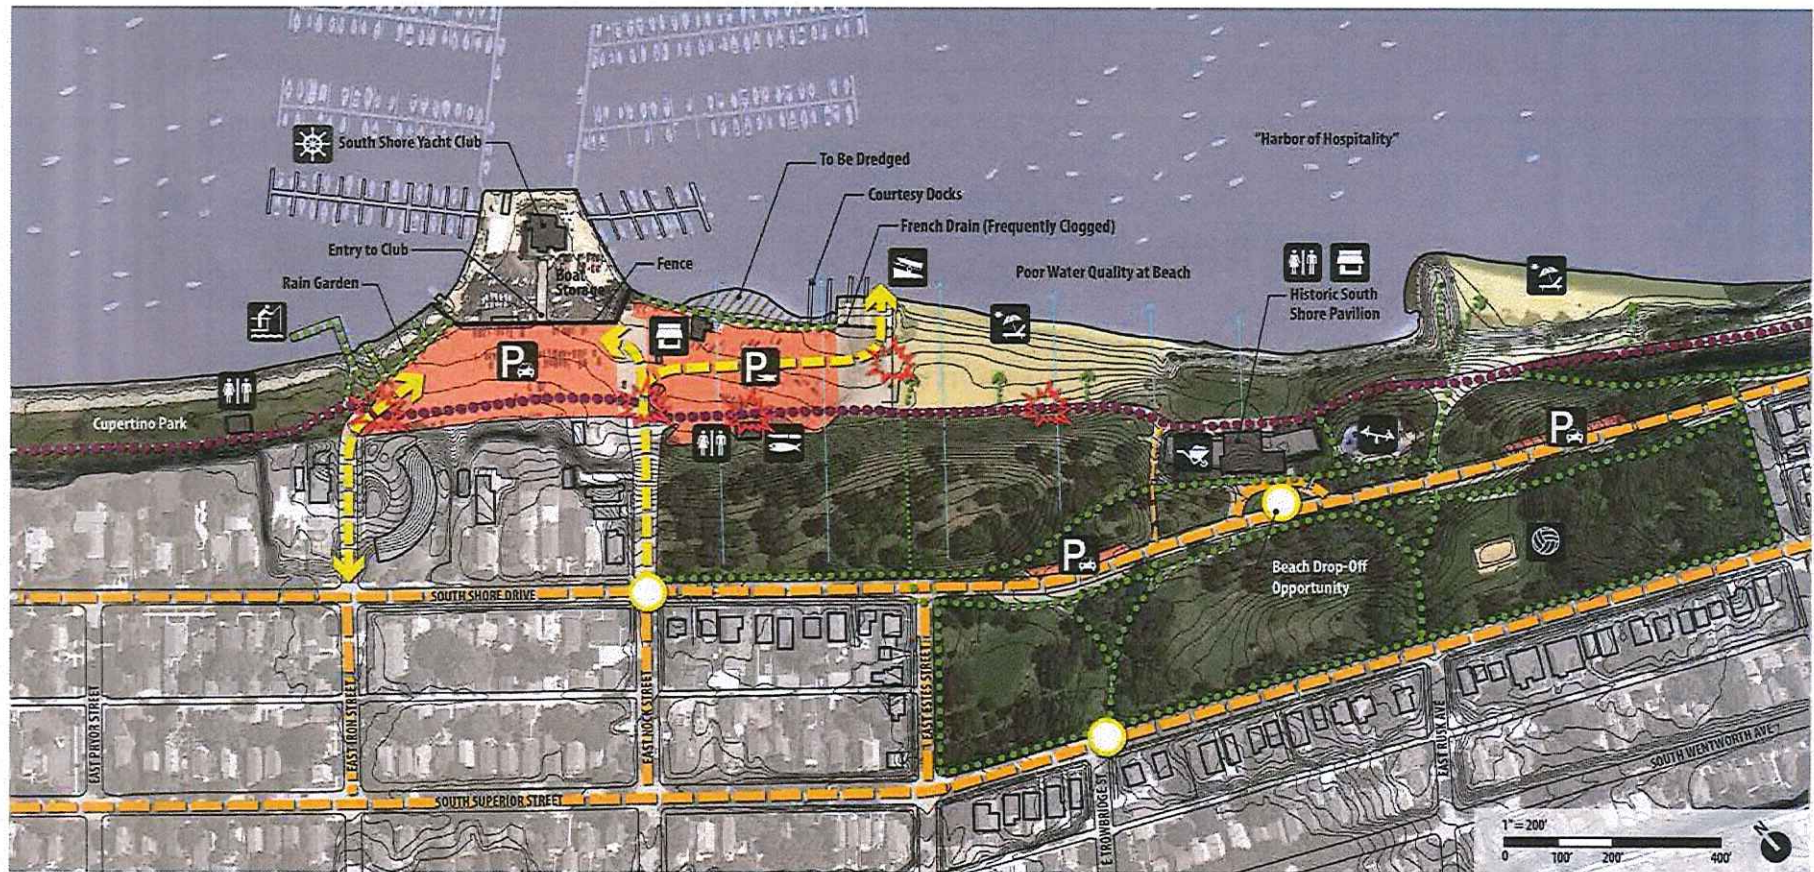 South Shore Yacht Club
"Harbor of Hospitality"
To Be Dredged
Courtesy Docks
French Drain (Frequently Clogged)
Entry to Club
Boat
Storage
Fence
Poor Water Quality at Beach
Rain Garden
Historic South
Shore Pavilion
P
P
Cupertino Park
P
P
Beach Drop-Off
Opportunity
SOUTH SHORE DRIVE
EAST PRIOR STREET
EAST IRON STREET
EAST NOCK STREET
EAST ESTES STREET
E TROWBRIDGE ST
EAST RUSK AVE
SOUTH WENTWORTH AVE
SOUTH SUPERIOR STREET
1" = 200'
0 100' 200' 400'
N